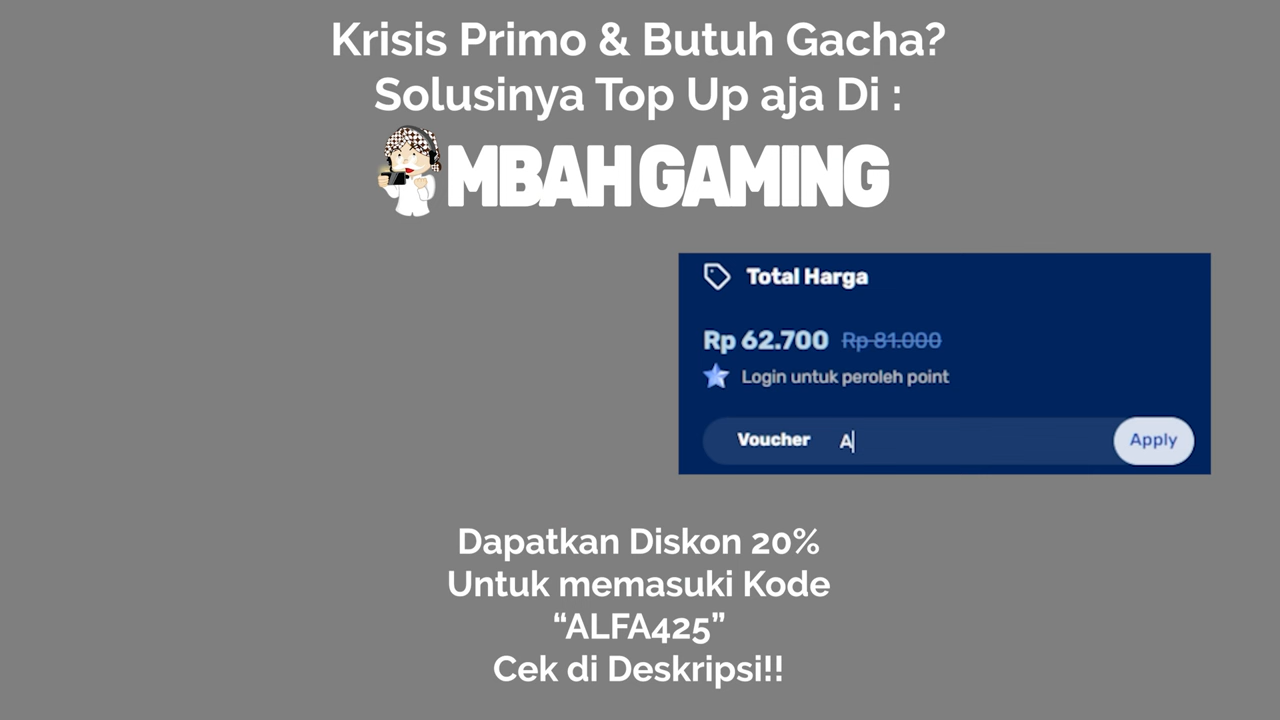 Krisis Primo & Butuh Gacha?
Solusinya Top Up aja Di :
MBAH GAMING
Total Harga
Rp 62.700 Rp 81.000
Login untuk peroleh point
Voucher A Apply
Dapatkan Diskon 20%
Untuk memasuki Kode
“ALFA425”
Cek di Deskripsi!!